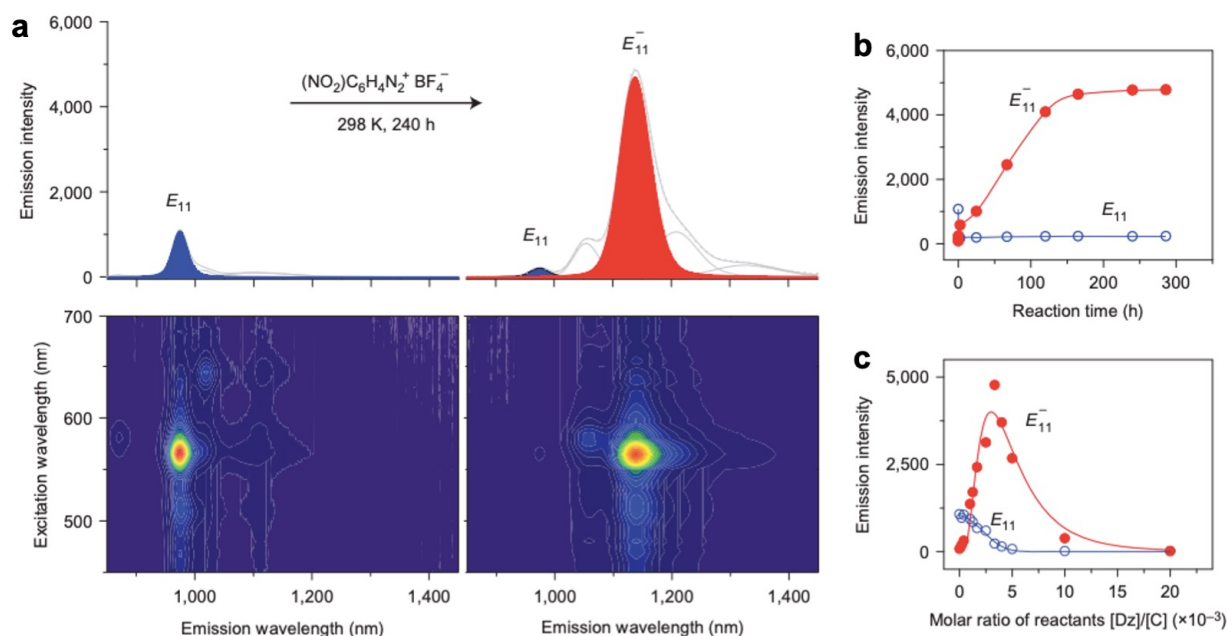 a
6,000
4,000
2,000
0
Emission intensity
E11
(NO2)C6H4N2+ BF4−
298 K, 240 h
E11
E11−
700
600
500
Excitation wavelength (nm)
1,000 1,200 1,400
Emission wavelength (nm)
1,000 1,200 1,400
Emission wavelength (nm)
b
6,000
4,000
2,000
0
Emission intensity
E11−
E11
0 100 200 300
Reaction time (h)
c
5,000
2,500
0
Emission intensity
E11−
E11
0 5 10 15 20
Molar ratio of reactants [Dz]/[C] (×10−3)